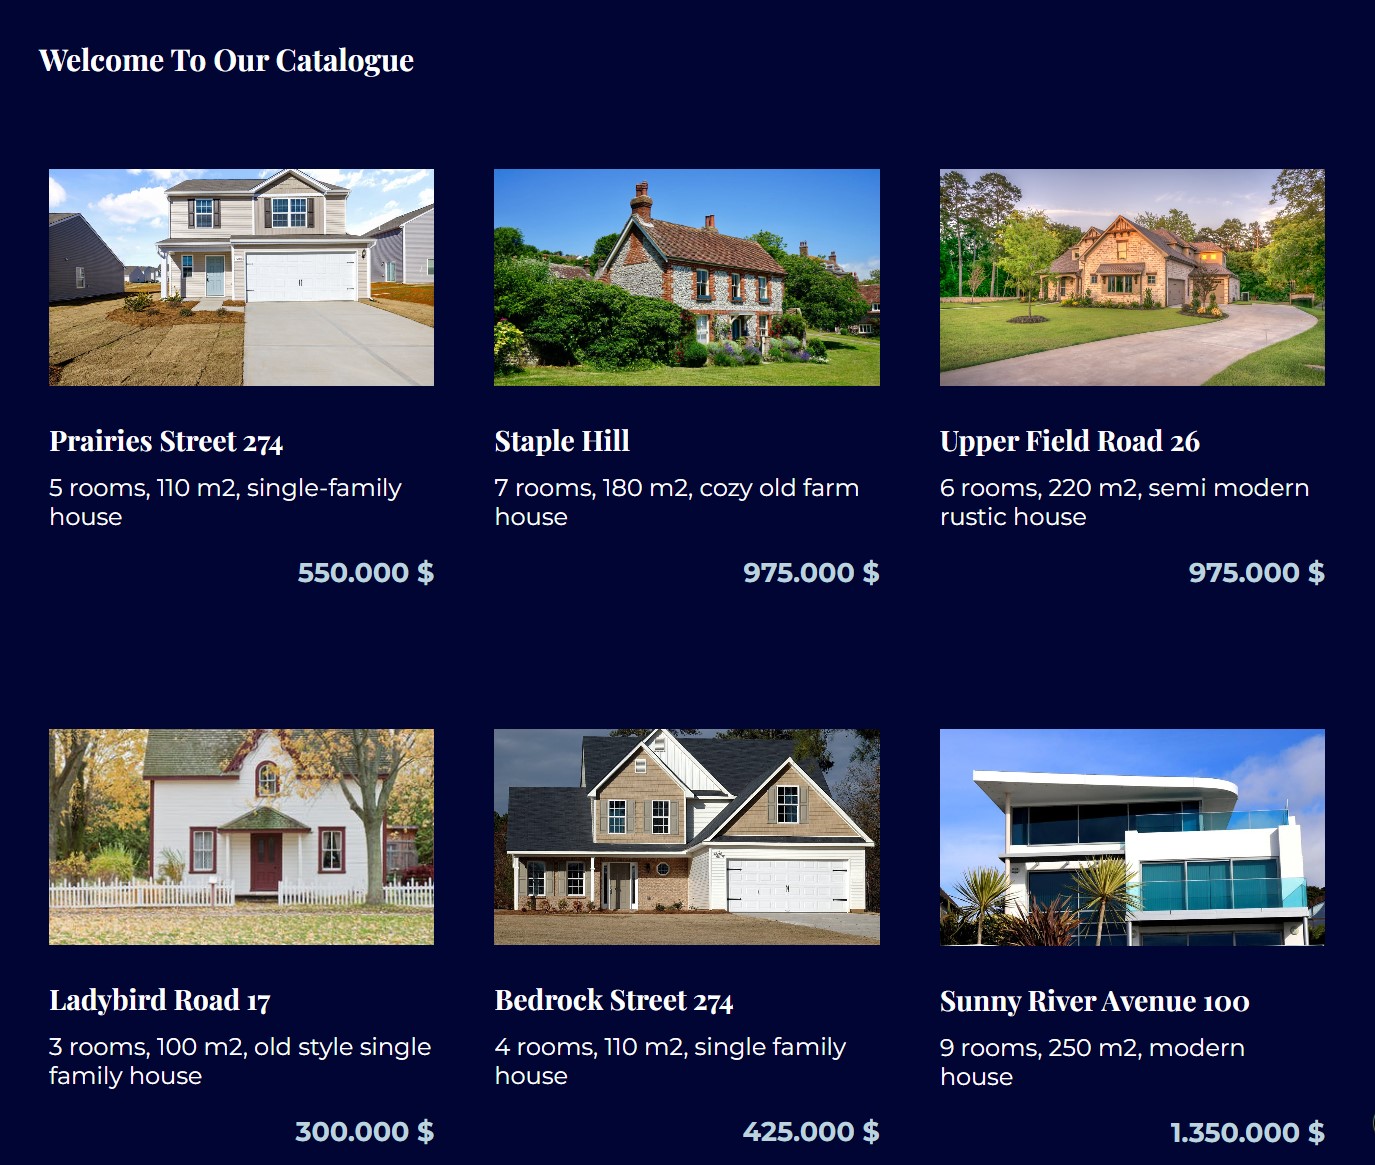 Welcome To Our Catalogue
Prairies Street 274
5 rooms, 110 m2, single-family
house
550.000 $
Staple Hill
7 rooms, 180 m2, cozy old farm
house
975.000 $
Upper Field Road 26
6 rooms, 220 m2, semi modern
rustic house
975.000 $
Ladybird Road 17
3 rooms, 100 m2, old style single
family house
300.000 $
Bedrock Street 274
4 rooms, 110 m2, single family
house
425.000 $
Sunny River Avenue 100
9 rooms, 250 m2, modern
house
1.350.000 $